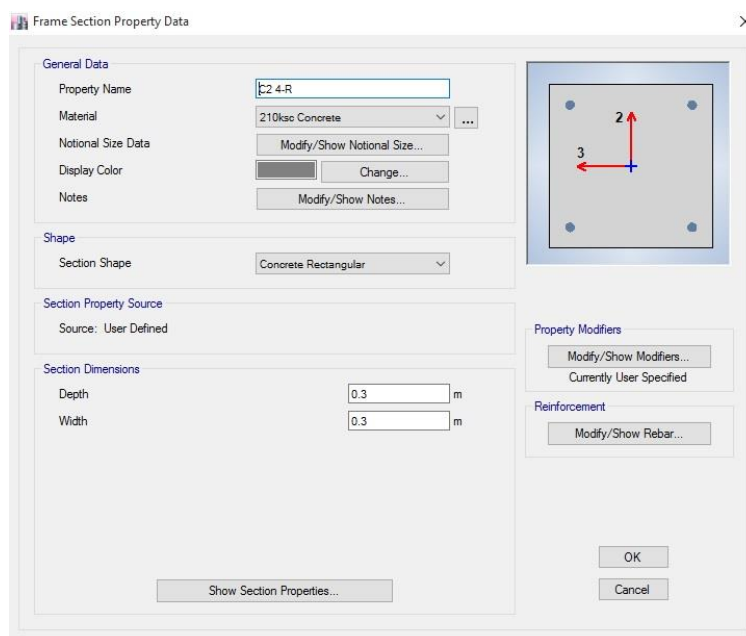 Frame Section Property Data
General Data
Property Name C2 4-R
Material 210ksc Concrete ...
Notional Size Data Modify/Show Notional Size...
Display Color Change...
Notes Modify/Show Notes...
2
3
Shape
Section Shape Concrete Rectangular
Section Property Source
Source: User Defined
Section Dimensions
Depth 0.3 m
Width 0.3 m
Show Section Properties...
Property Modifiers
Modify/Show Modifiers...
Currently User Specified
Reinforcement
Modify/Show Rebar...
OK
Cancel